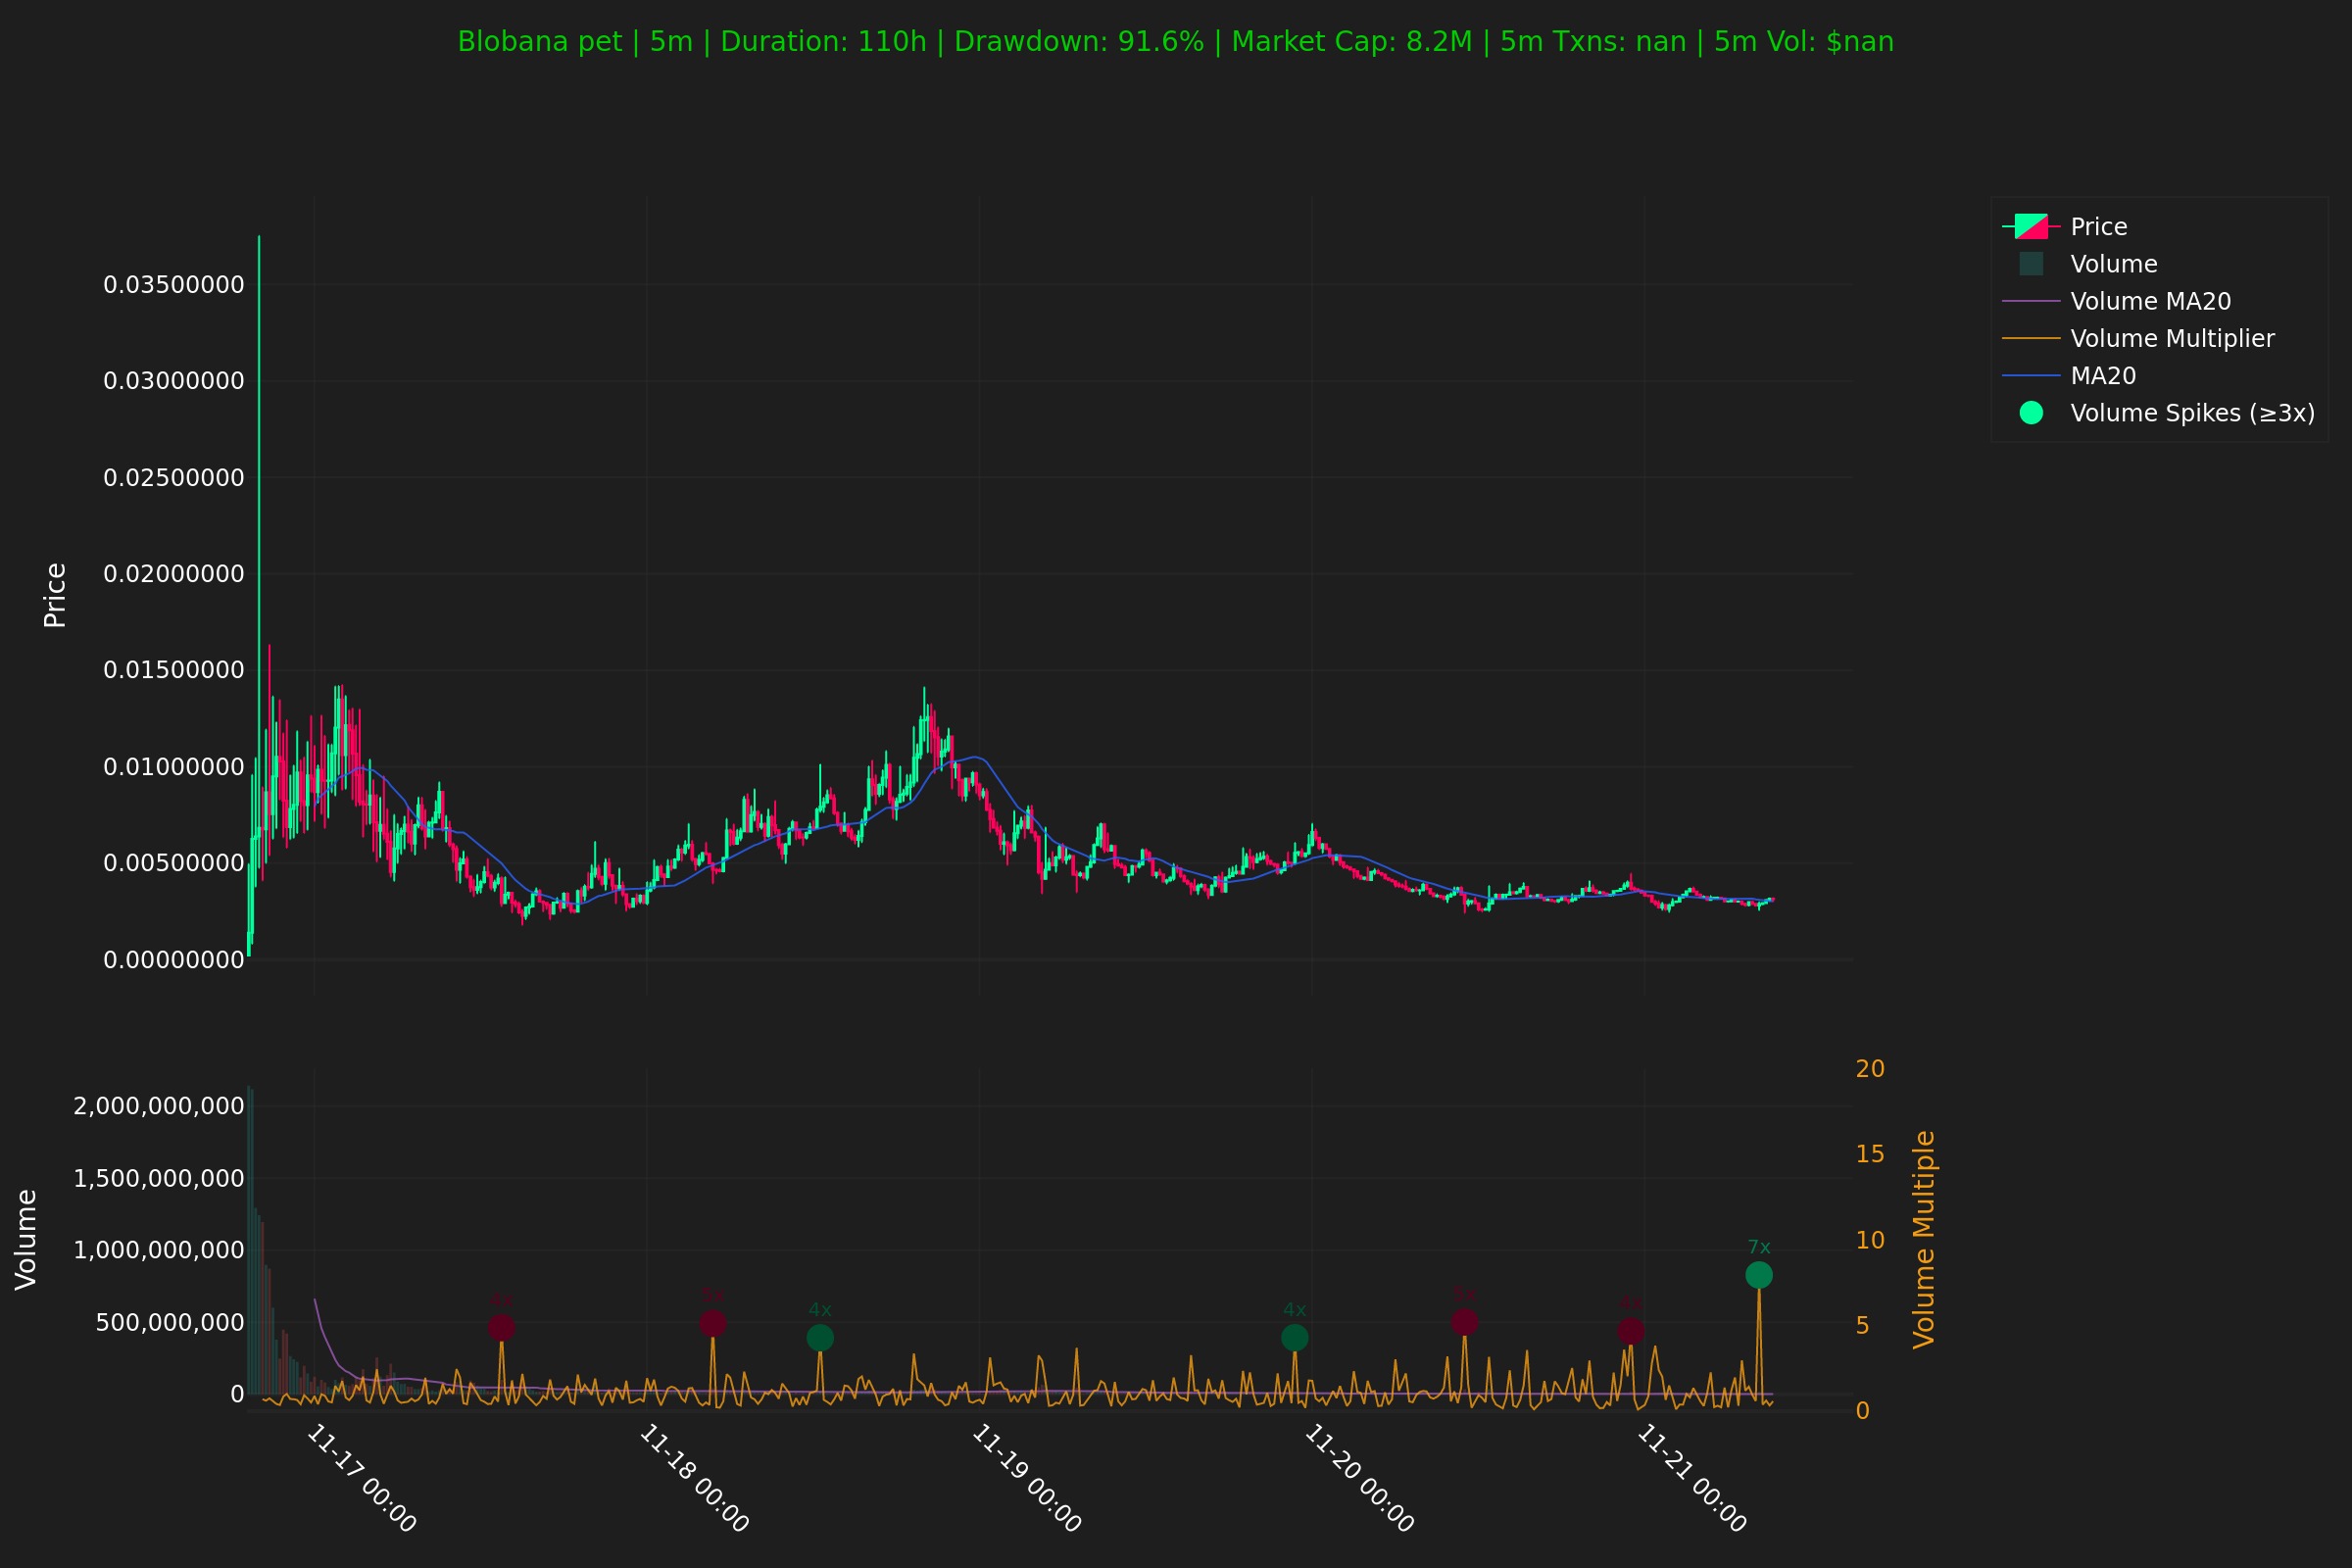 Blobana pet | 5m | Duration: 110h | Drawdown: 91.6% | Market Cap: 8.2M | 5m Txns: nan | 5m Vol: $nan
Price
Volume
Volume MA20
Volume Multiplier
MA20
Volume Spikes (≥3x)
Price
0.03500000
0.03000000
0.02500000
0.02000000
0.01500000
0.01000000
0.00500000
0.00000000
Volume
2,000,000,000
1,500,000,000
1,000,000,000
500,000,000
0
4x
5x
4x
4x
5x
4x
7x
20
15
10
5
0
Volume Multiple
11-17 00:00
11-18 00:00
11-19 00:00
11-20 00:00
11-21 00:00